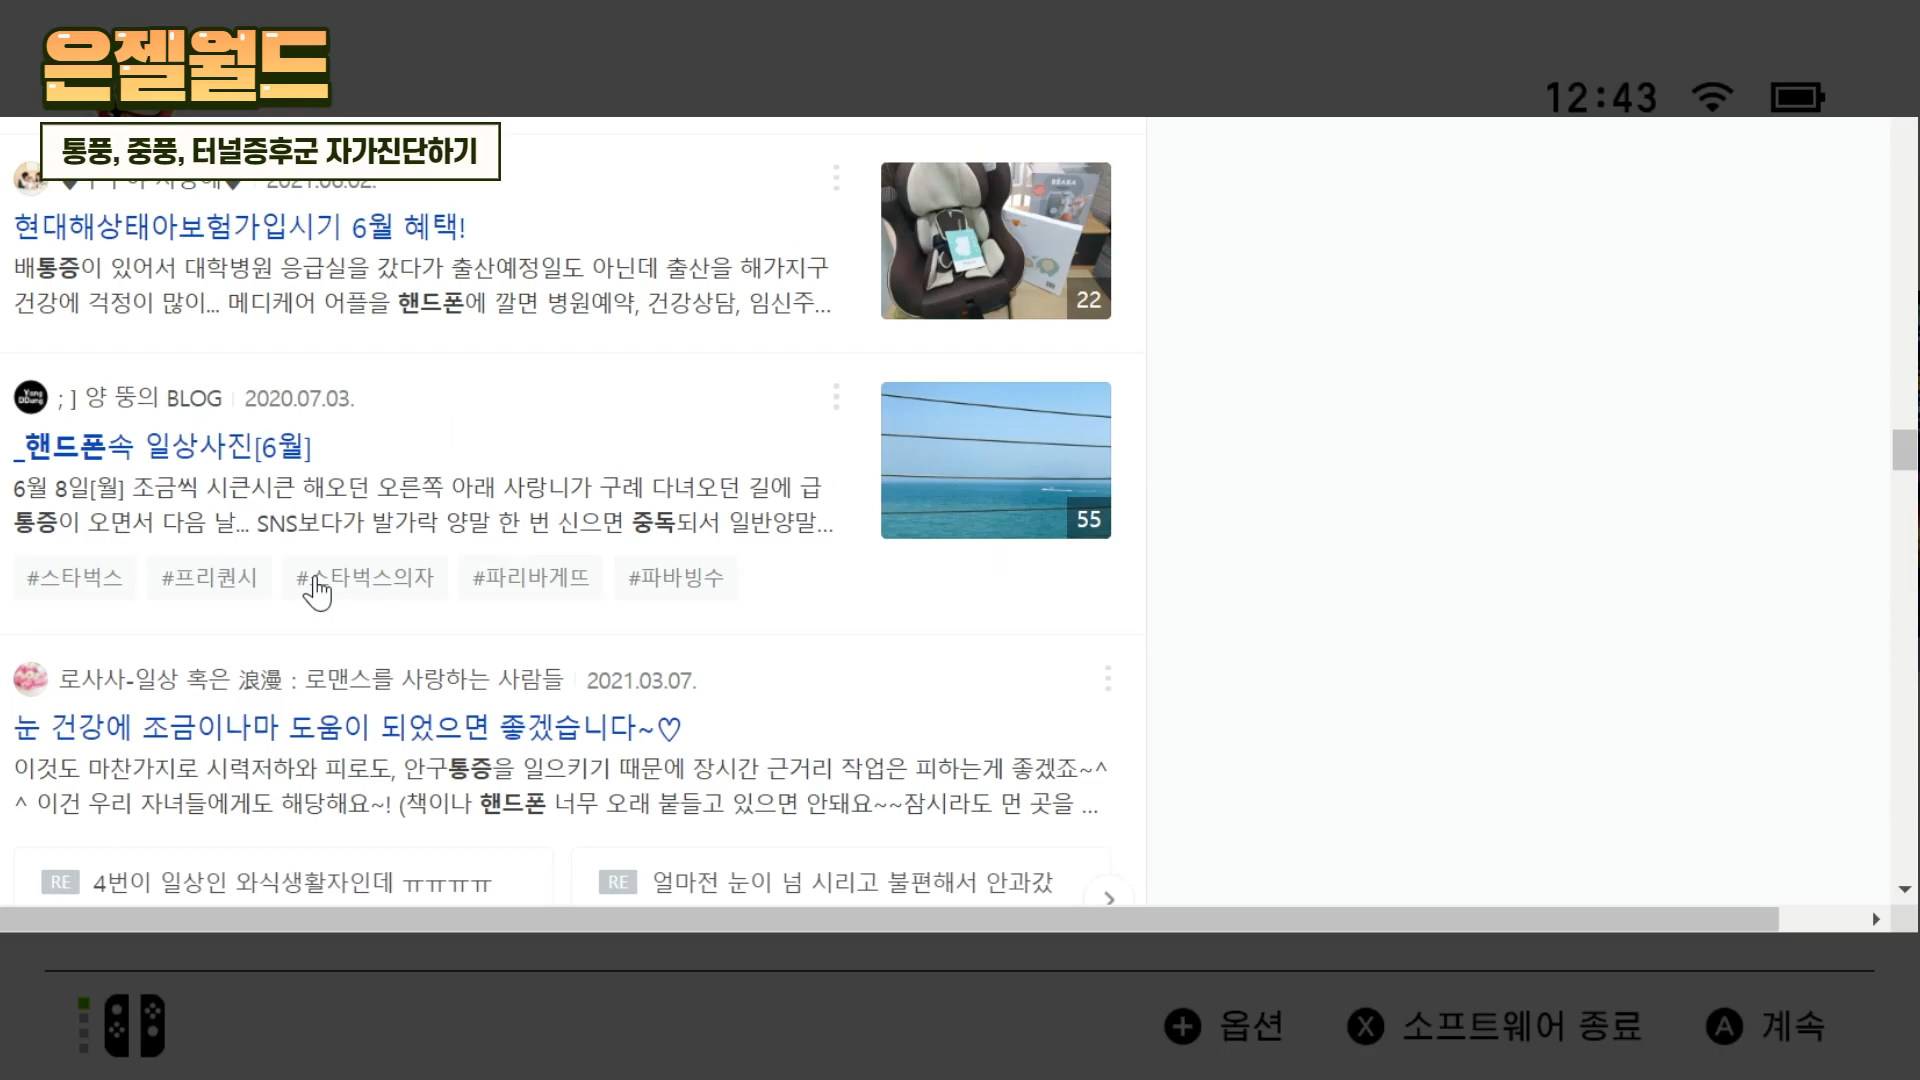 은젤월드
12:43
통풍, 중풍, 터널증후군 자가진단하기
2021.06.02.
현대해상태아보험가입시기 6월 혜택!
배통증이 있어서 대학병원 응급실을 갔다가 출산예정일도 아닌데 출산을 해가지구
건강에 걱정이 많이... 메디케어 어플을 핸드폰에 깔면 병원예약, 건강상담, 임신주...
22
Yang DDung
; ] 양 뚱의 BLOG 2020.07.03.
_핸드폰속 일상사진[6월]
6월 8일[월] 조금씩 시큰시큰 해오던 오른쪽 아래 사랑니가 구례 다녀오던 길에 급
통증이 오면서 다음 날... SNS보다가 발가락 양말 한 번 신으면 중독되서 일반양말...
55
#스타벅스 #프리퀀시 #스타벅스의자 #파리바게뜨 #파바빙수
로사사-일상 혹은 浪漫 : 로맨스를 사랑하는 사람들 2021.03.07.
눈 건강에 조금이나마 도움이 되었으면 좋겠습니다~♡
이것도 마찬가지로 시력저하와 피로도, 안구통증을 일으키기 때문에 장시간 근거리 작업은 피하는게 좋겠죠~^
^ 이건 우리 자녀들에게도 해당해요~! (책이나 핸드폰 너무 오래 붙들고 있으면 안돼요~~잠시라도 먼 곳을 ...
RE 4번이 일상인 와식생활자인데 ㅠㅠㅠㅠ
RE 얼마전 눈이 넘 시리고 불편해서 안과갔
옵션
X 소프트웨어 종료
A 계속